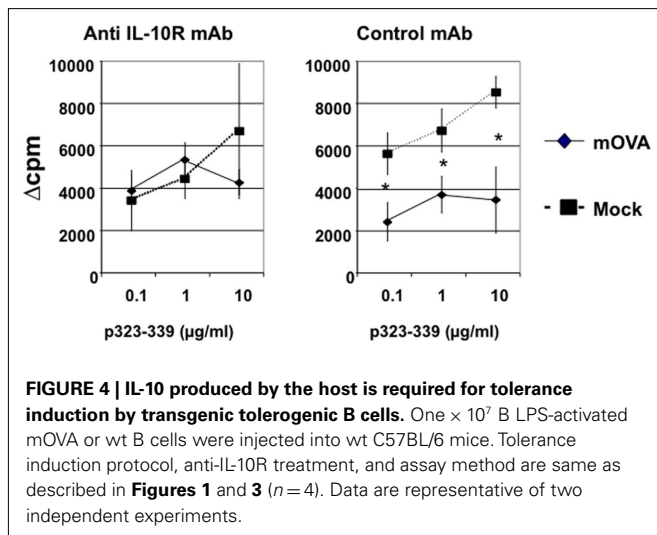 Anti IL-10R mAb
Control mAb
Δcpm
10000
8000
6000
4000
2000
0
0.1 1 10
p323-339 (µg/ml)
10000
8000
6000
4000
2000
0
*
*
*
0.1 1 10
p323-339 (µg/ml)
mOVA
Mock
FIGURE 4 | IL-10 produced by the host is required for tolerance
induction by transgenic tolerogenic B cells. One × 10⁷ B LPS-activated
mOVA or wt B cells were injected into wt C57BL/6 mice. Tolerance
induction protocol, anti-IL-10R treatment, and assay method are same as
described in Figures 1 and 3 (n = 4). Data are representative of two
independent experiments.